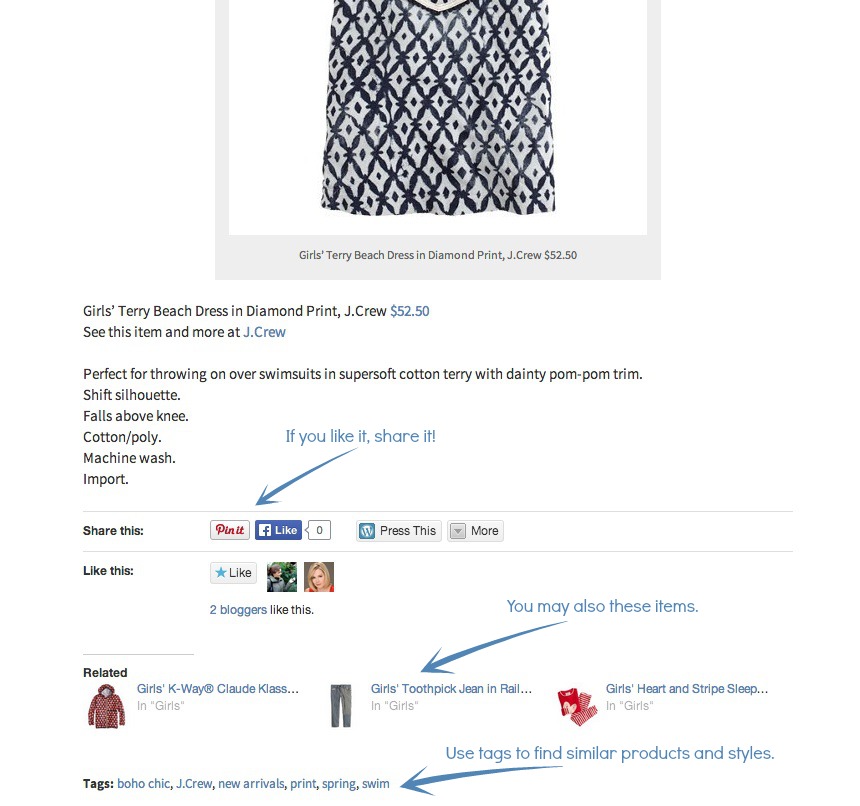 Girls' Terry Beach Dress in Diamond Print, J.Crew $52.50
Girls’ Terry Beach Dress in Diamond Print, J.Crew $52.50
See this item and more at J.Crew
Perfect for throwing on over swimsuits in supersoft cotton terry with dainty pom-pom trim.
Shift silhouette.
Falls above knee.
Cotton/poly.
If you like it, share it!
Machine wash.
Import.
Share this: Pin it Like 0 Press This More
Like this: Like
2 bloggers like this.
You may also these items.
Related
Girls' K-Way® Claude Klass... Girls' Toothpick Jean in Rail... Girls' Heart and Stripe Sleep...
In "Girls" In "Girls" In "Girls"
Use tags to find similar products and styles.
Tags: boho chic, J.Crew, new arrivals, print, spring, swim